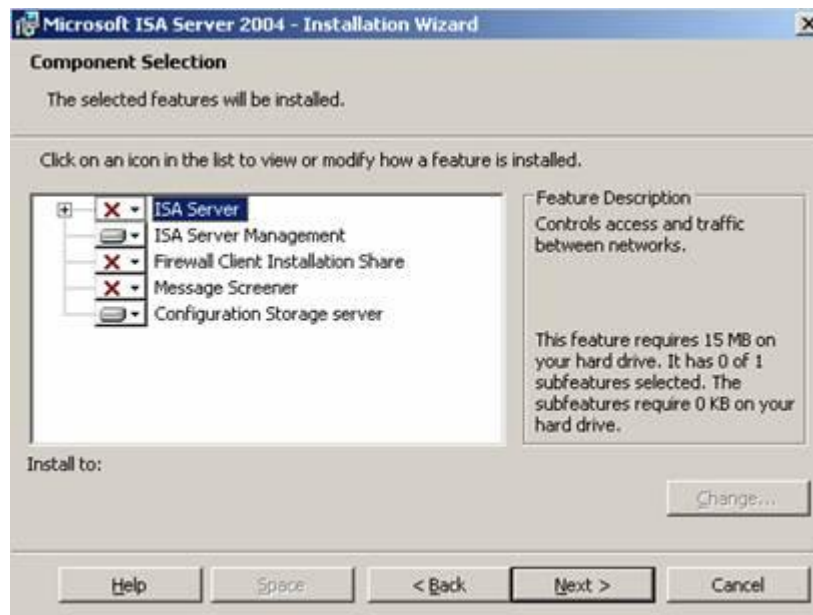 Microsoft ISA Server 2004 - Installation Wizard
Component Selection
The selected features will be installed.
Click on an icon in the list to view or modify how a feature is installed.
ISA Server
ISA Server Management
Firewall Client Installation Share
Message Screener
Configuration Storage server
Feature Description
Controls access and traffic
between networks.
This feature requires 15 MB on
your hard drive. It has 0 of 1
subfeatures selected. The
subfeatures require 0 KB on your
hard drive.
Install to:
Change...
Help
Space
< Back
Next >
Cancel